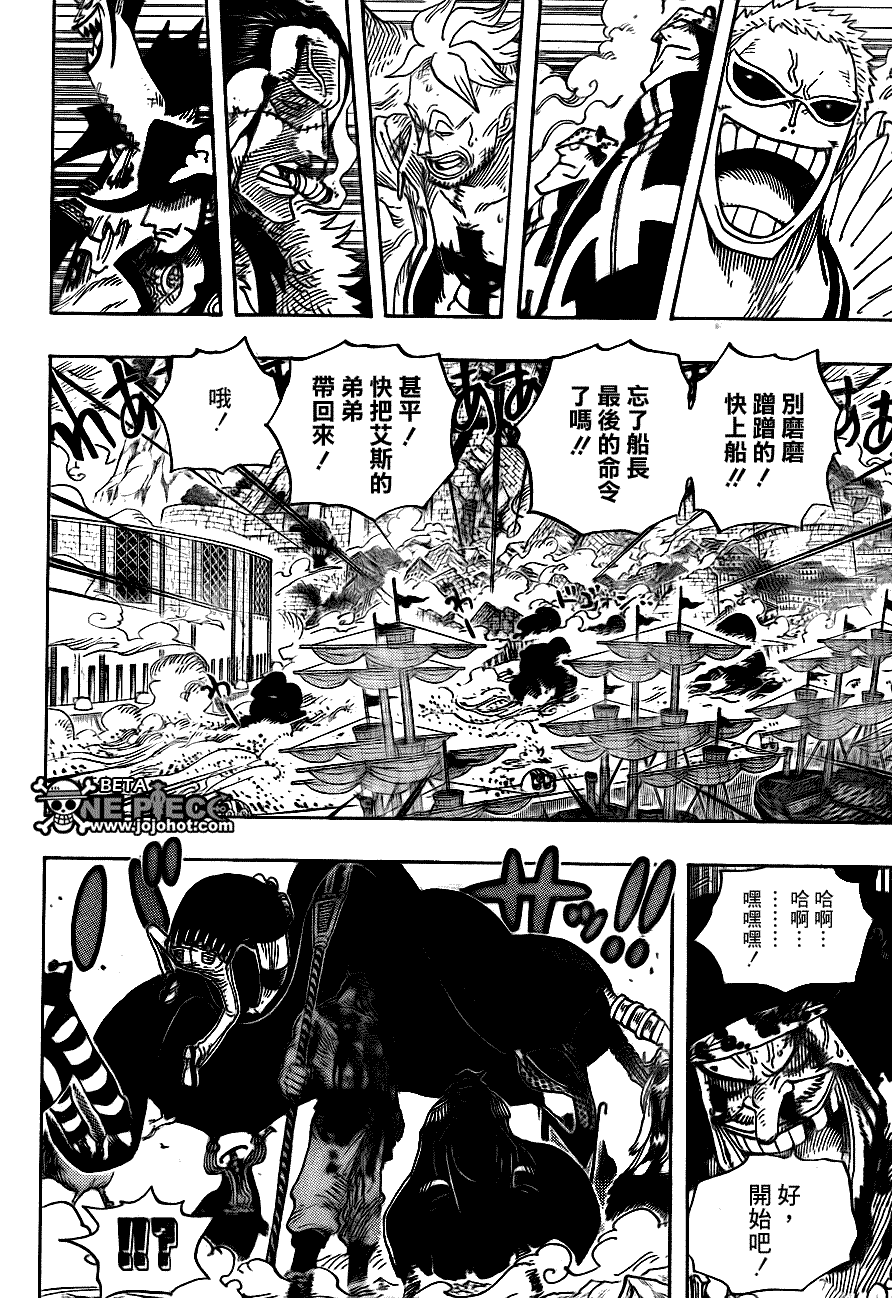 別磨磨
蹭蹭的！
快上船!!
忘了船長
最後的命令
了嗎!!
甚平！
快把艾斯的
弟弟
帶回來！
哦！
BETA
ONE PIECE
www.jojohot.com
哈啊…
哈啊…
………
嘿嘿嘿！
好，
開始吧！
!!?